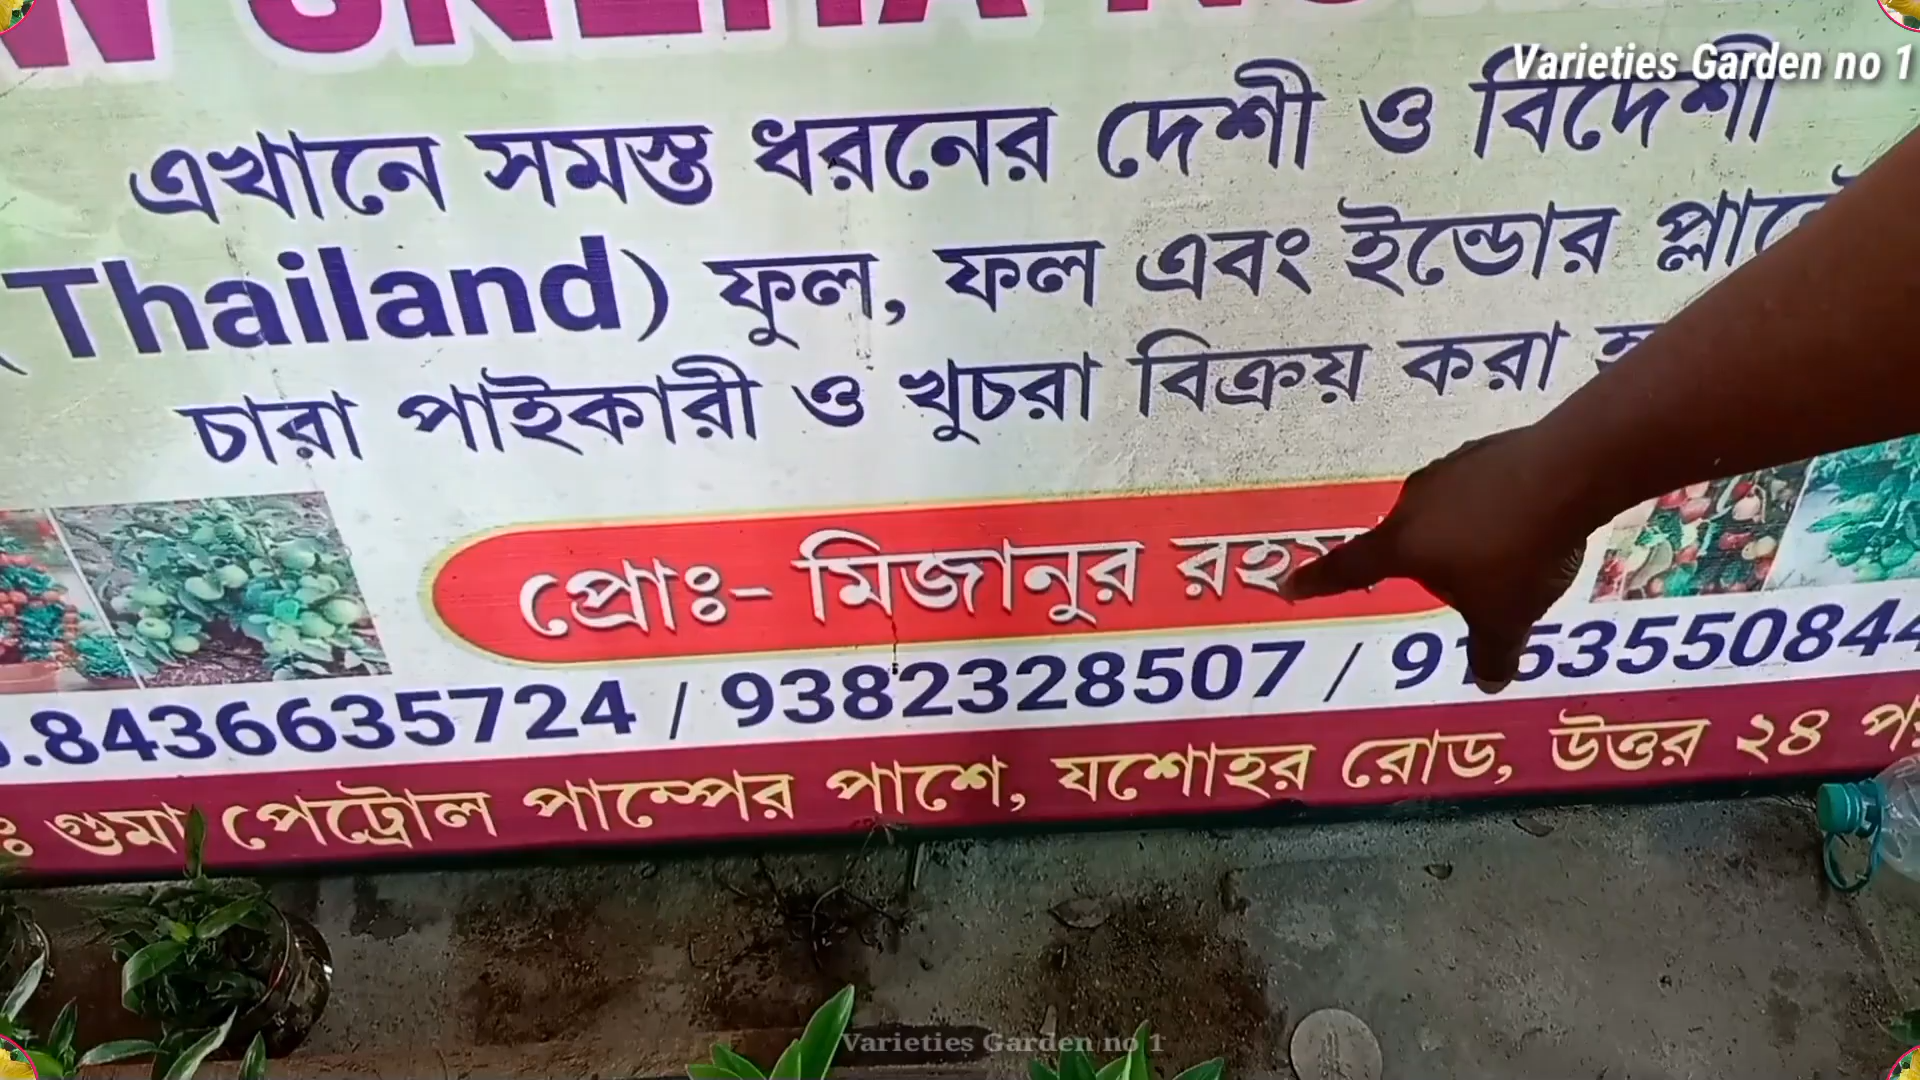 Varieties Garden no 1
এখানে সমস্ত ধরনের দেশী ও বিদেশী
(Thailand) ফুল, ফল এবং ইন্ডোর
চারা পাইকারী ও খুচরা বিক্রয় করা
প্রোঃ- মিজানুর
8436635724 / 9382328507 /
গুমা পেট্রোল পাম্পের পাশে, যশোহর রোড, উত্তর ২৪
Varieties Garden no 1